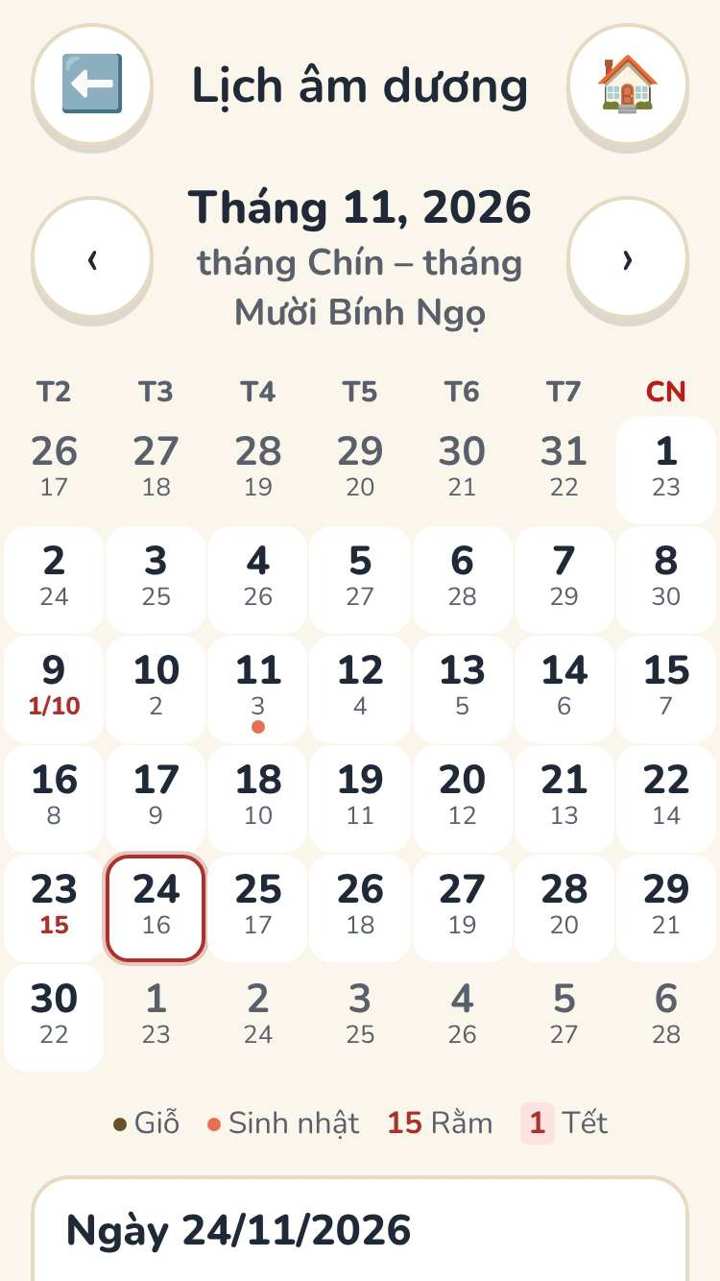 Lịch âm dương
‹
Tháng 11, 2026
tháng Chín – tháng
Mười Bính Ngọ
›
T2 T3 T4 T5 T6 T7 CN
26 27 28 29 30 31 1
17 18 19 20 21 22 23
2 3 4 5 6 7 8
24 25 26 27 28 29 30
9 10 11 12 13 14 15
1/10 2 3 4 5 6 7
16 17 18 19 20 21 22
8 9 10 11 12 13 14
23 24 25 26 27 28 29
15 16 17 18 19 20 21
30 1 2 3 4 5 6
22 23 24 25 26 27 28
Giỗ Sinh nhật 15 Rằm 1 Tết
Ngày 24/11/2026